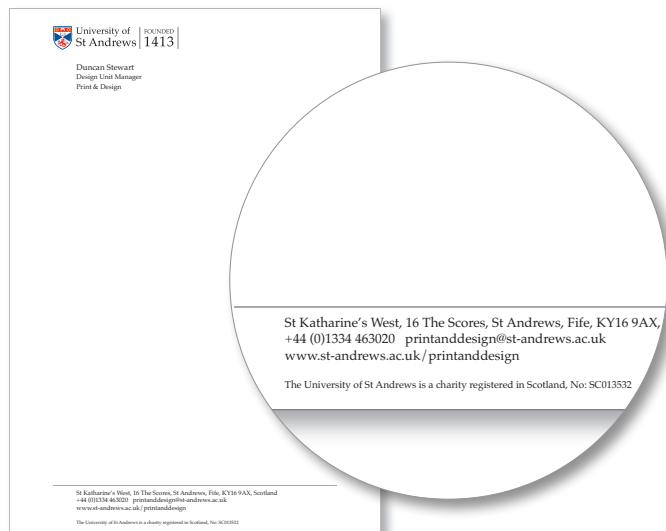 University of
St Andrews
FOUNDED
1413
Duncan Stewart
Design Unit Manager
Print & Design
St Katharine's West, 16 The Scores, St Andrews, Fife, KY16 9AX,
+44 (0)1334 463020 printanddesign@st-andrews.ac.uk
www.st-andrews.ac.uk/printanddesign
The University of St Andrews is a charity registered in Scotland, No: SC013532
St Katharine's West, 16 The Scores, St Andrews, Fife, KY16 9AX, Scotland
+44 (0)1334 463020 printanddesign@st-andrews.ac.uk
www.st-andrews.ac.uk/printanddesign
The University of St Andrews is a charity registered in Scotland, No: SC013532